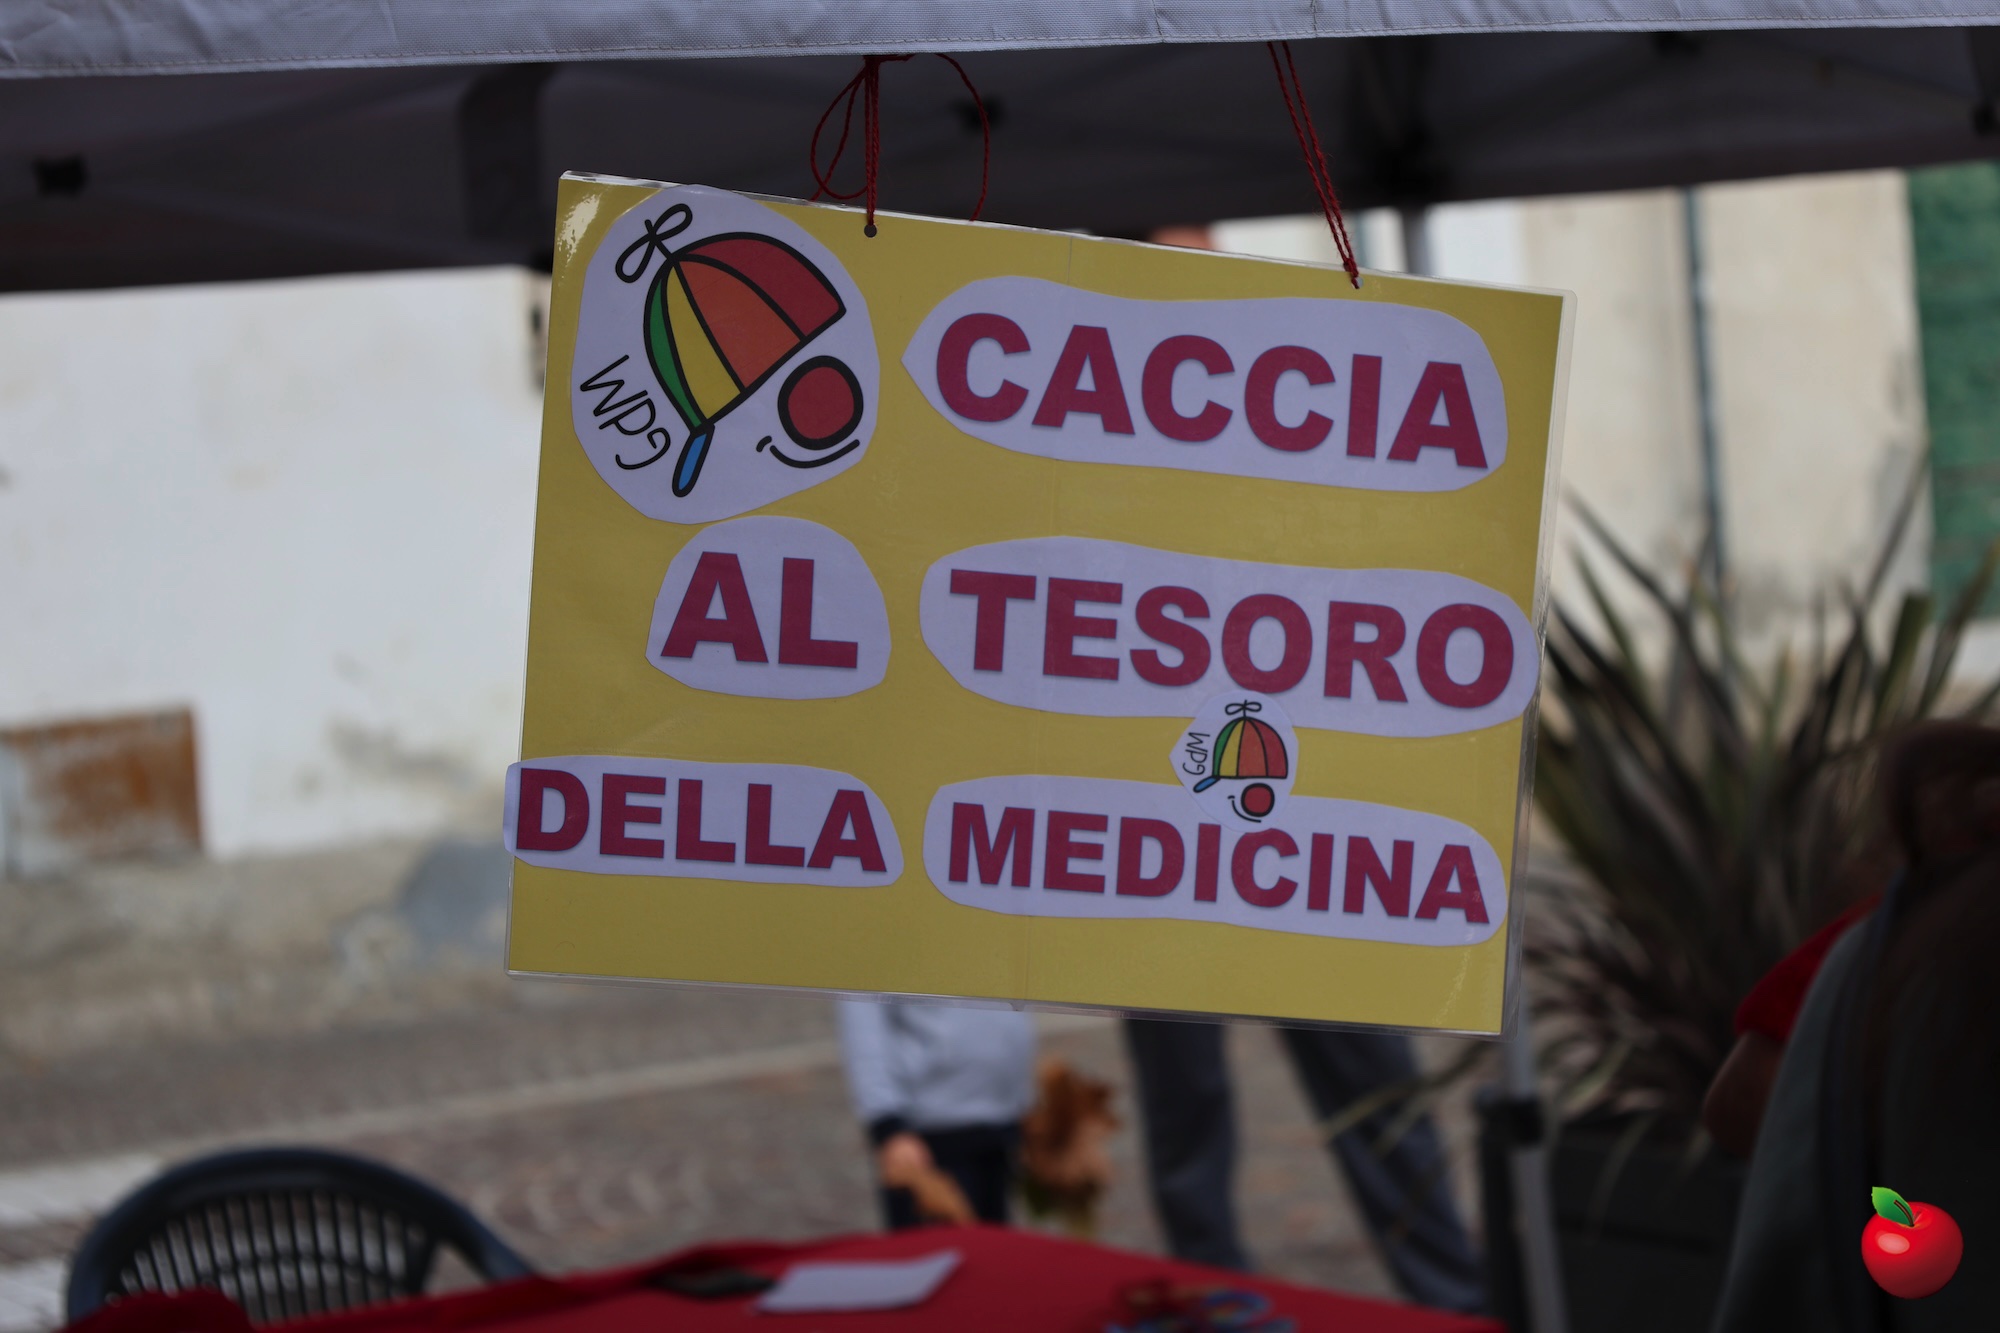 GdM
CACCIA
AL TESORO
GdM
DELLA MEDICINA